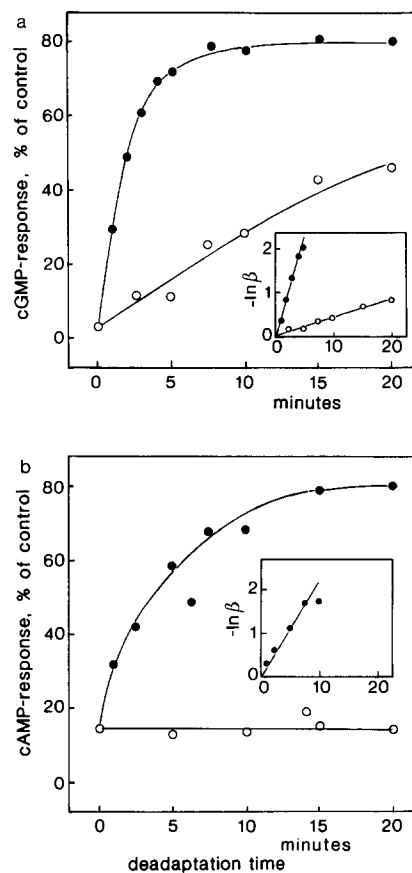 a
cGMP-response, % of control
80
60
40
20
0
0 5 10 15 20
minutes
-lnβ
2
1
0
0 10 20
б
cAMP-response, % of control
80
60
40
20
0
0 5 10 15 20
minutes
deadaptation time
-lnβ
2
1
0
0 10 20